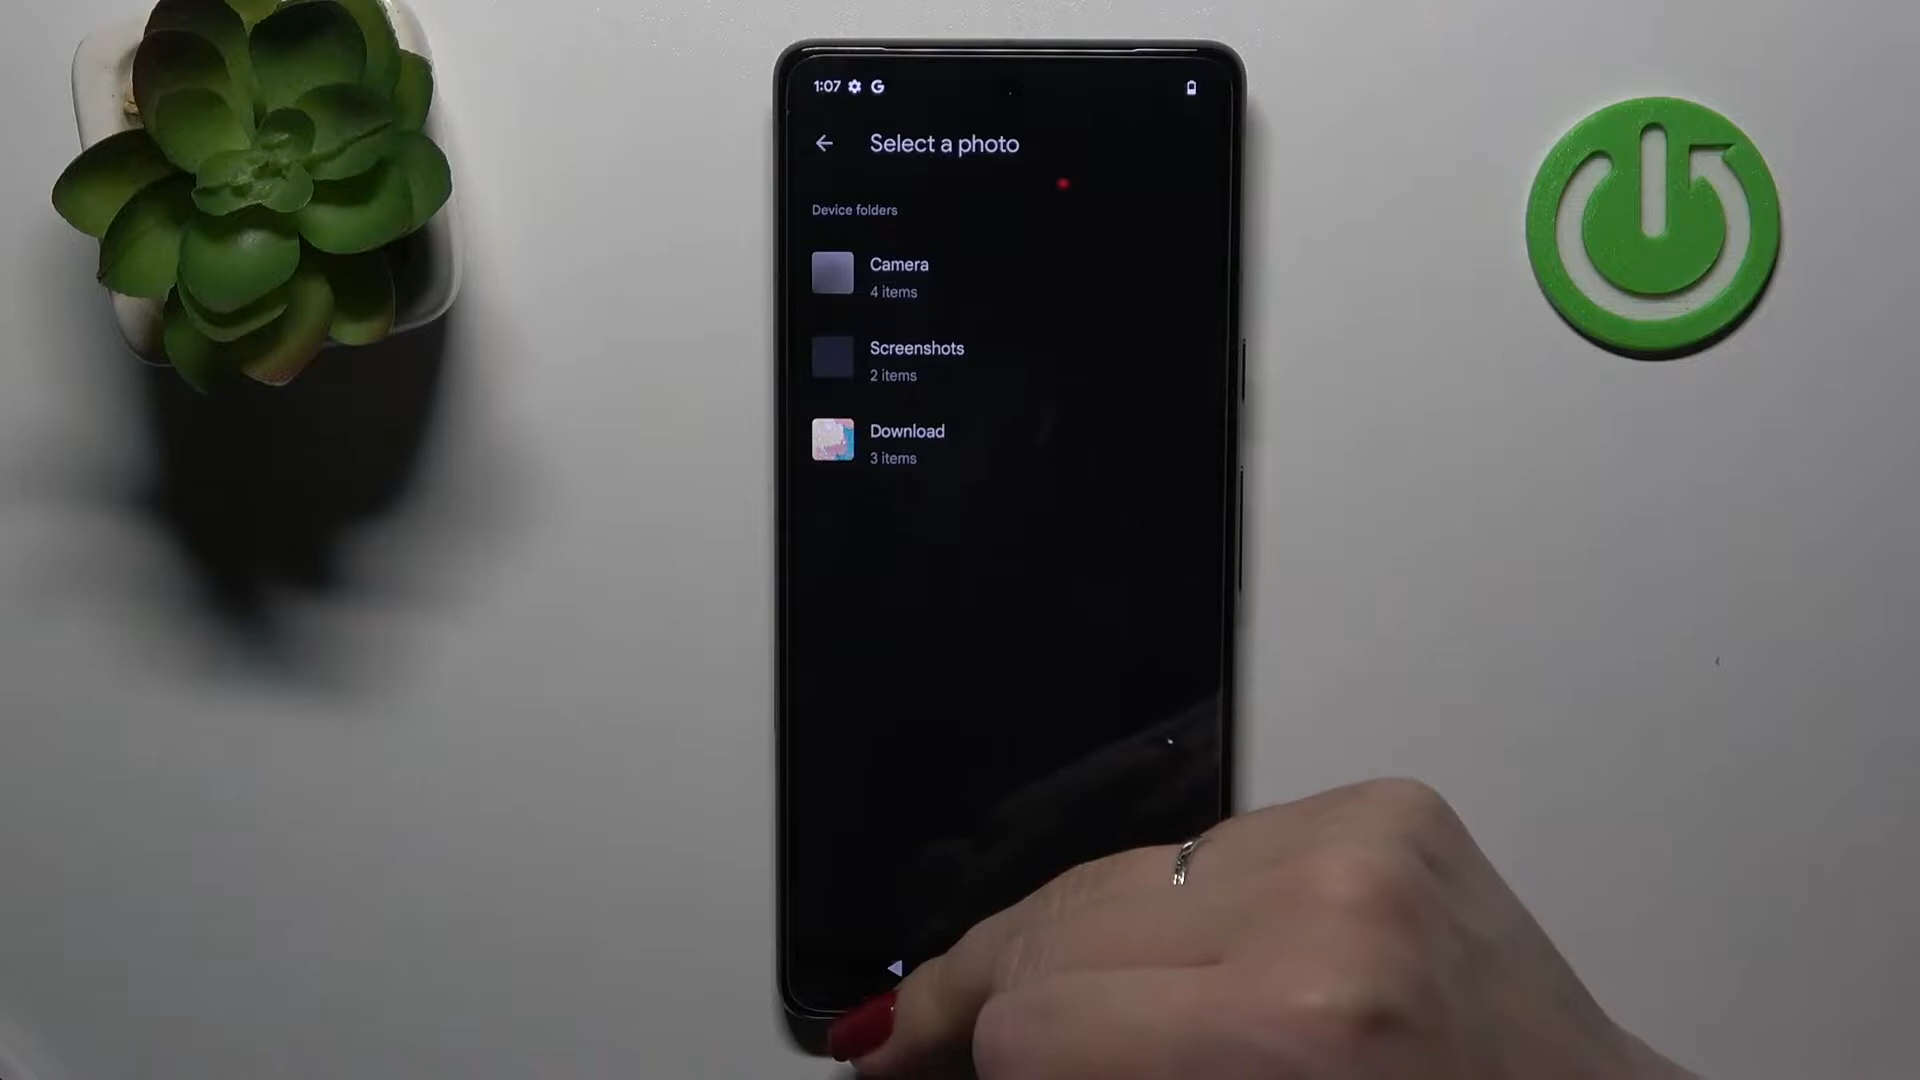 1:07 G
Select a photo
Device folders
Camera
4 items
Screenshots
2 items
Download
3 items